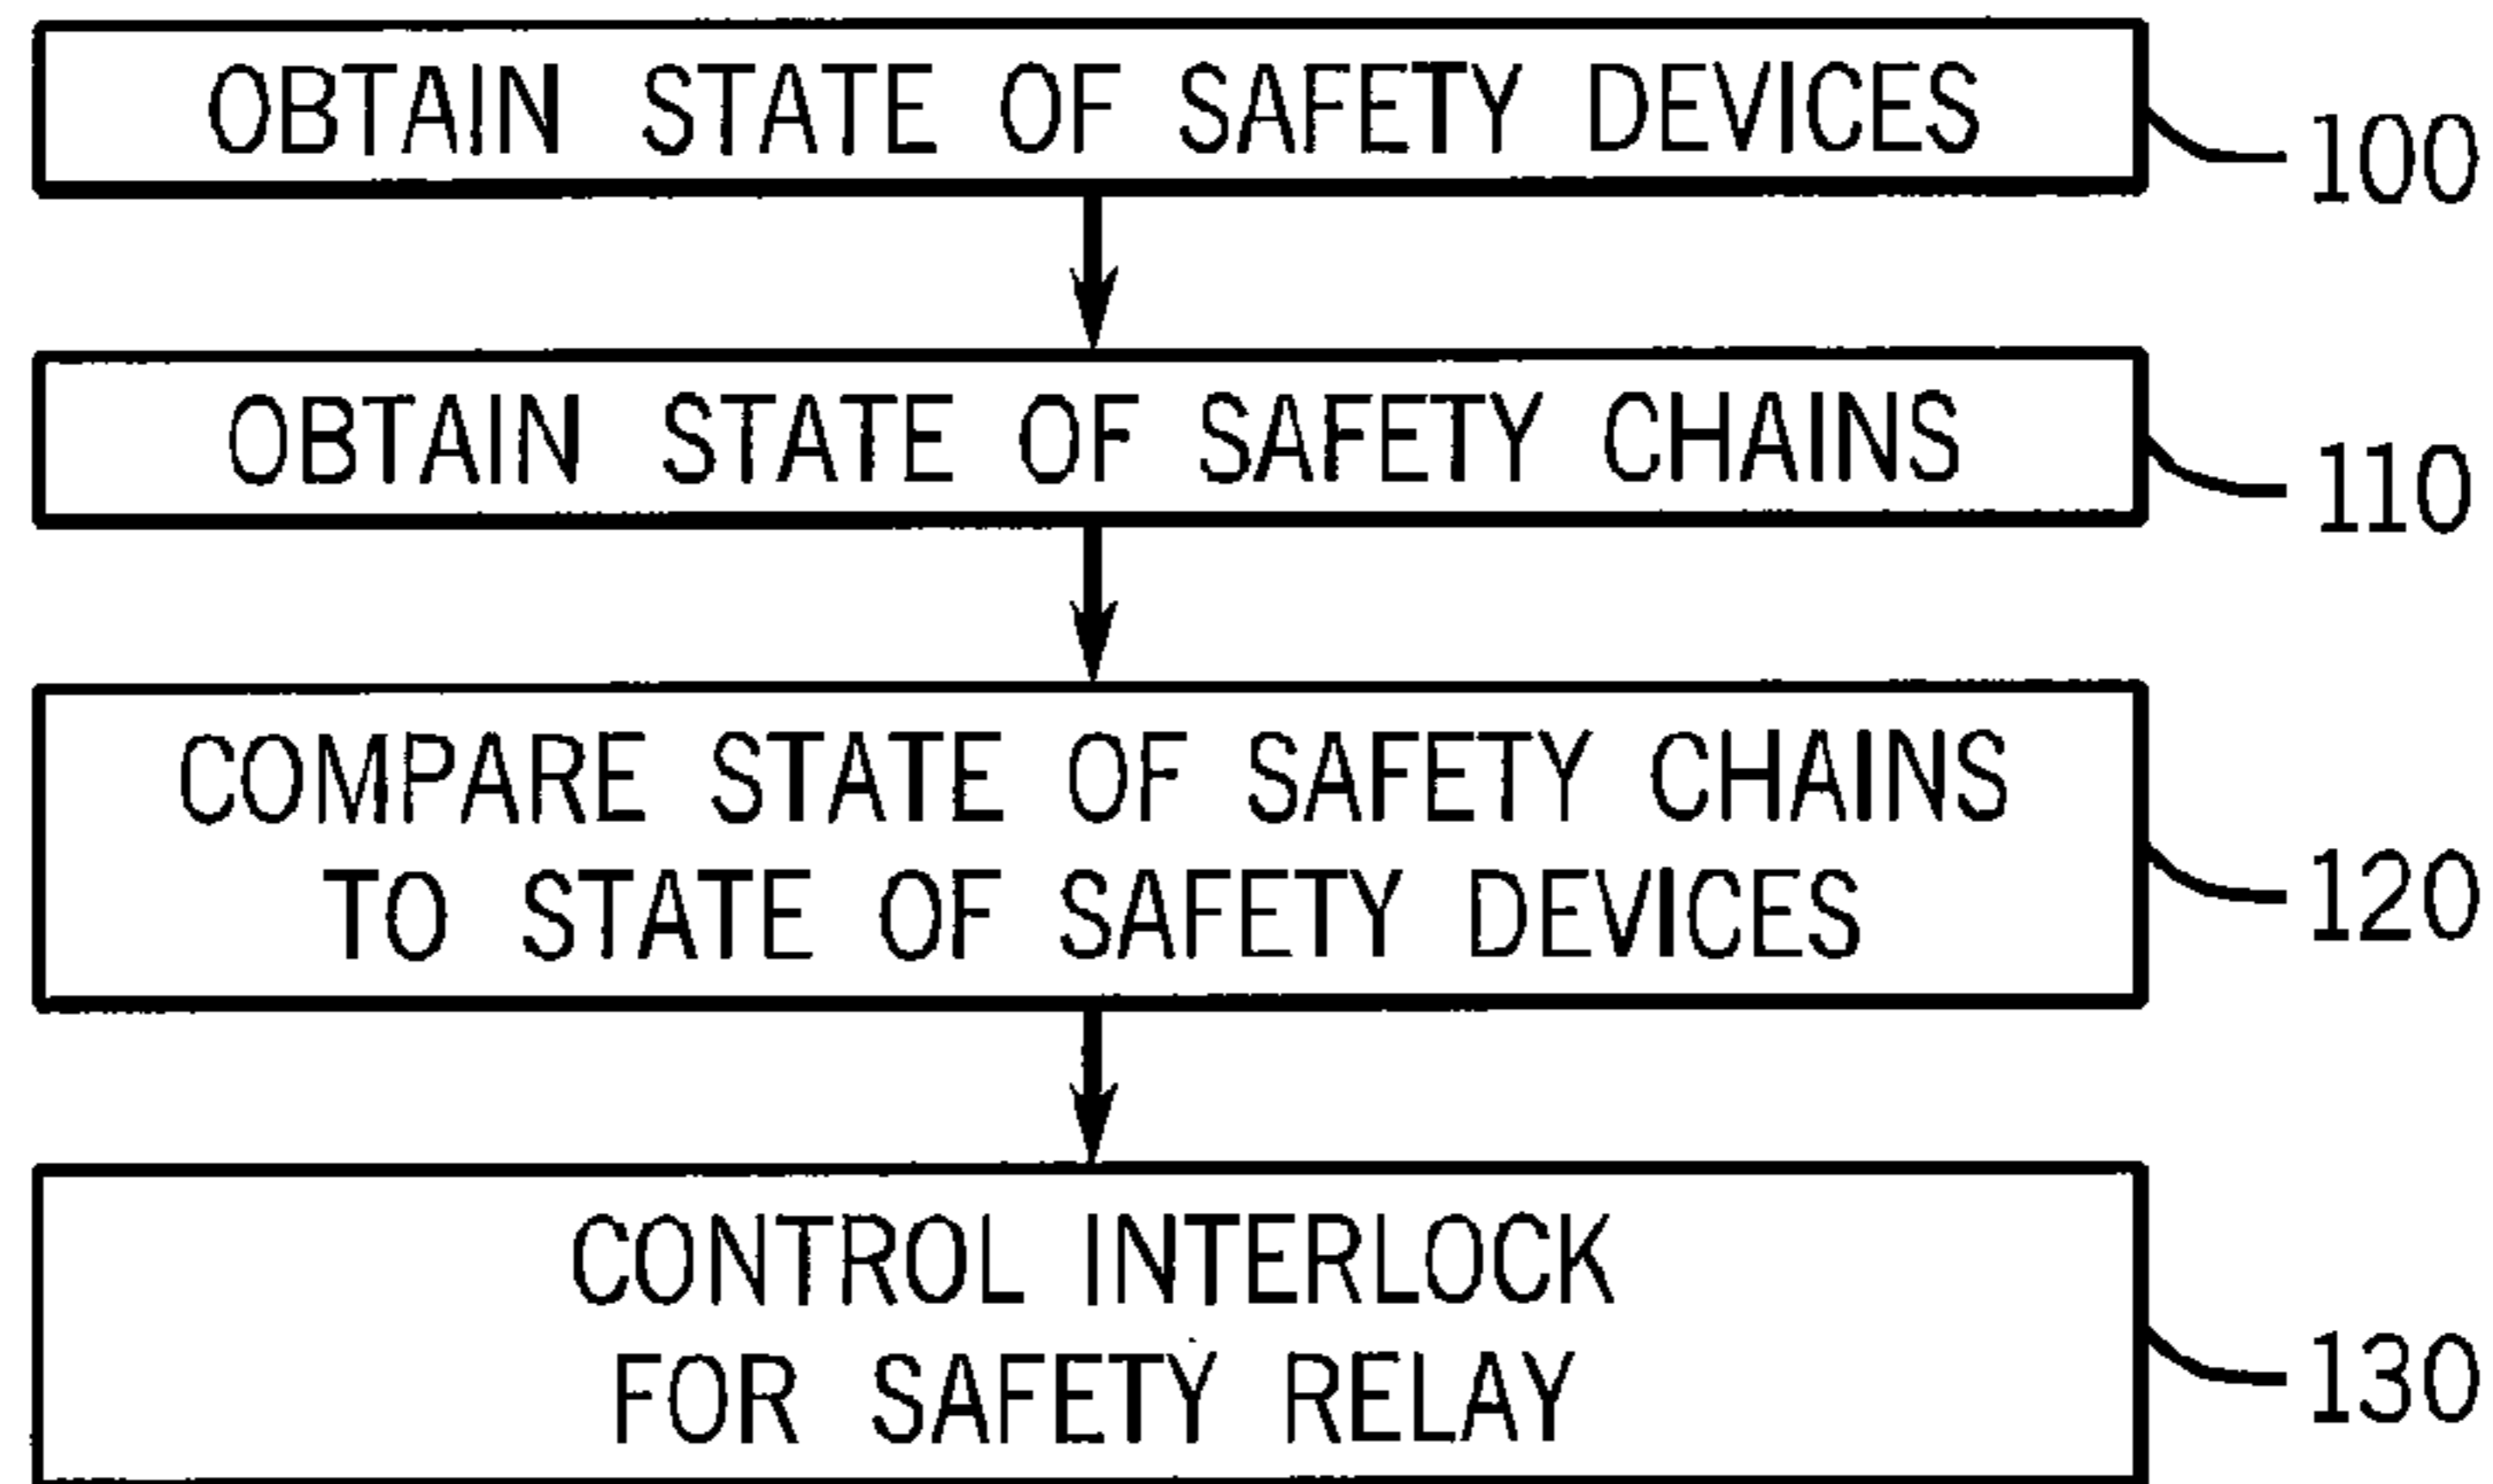 OBTAIN STATE OF SAFETY DEVICES
100
OBTAIN STATE OF SAFETY CHAINS
110
COMPARE STATE OF SAFETY CHAINS
TO STATE OF SAFETY DEVICES
120
CONTROL INTERLOCK
FOR SAFETY RELAY
130